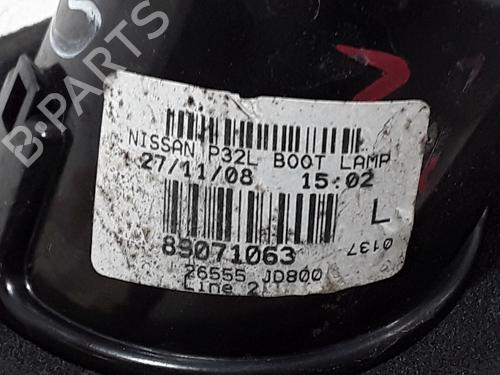 B-PARTS
NISSAN P32L BOOT LAMP
27/11/08 15:02
L
89071063
0137
26555 JD800
Line 2